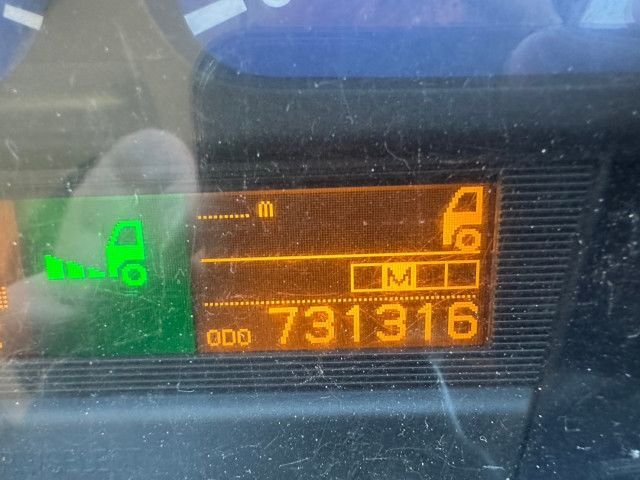 ...... m
M
ODO 731316